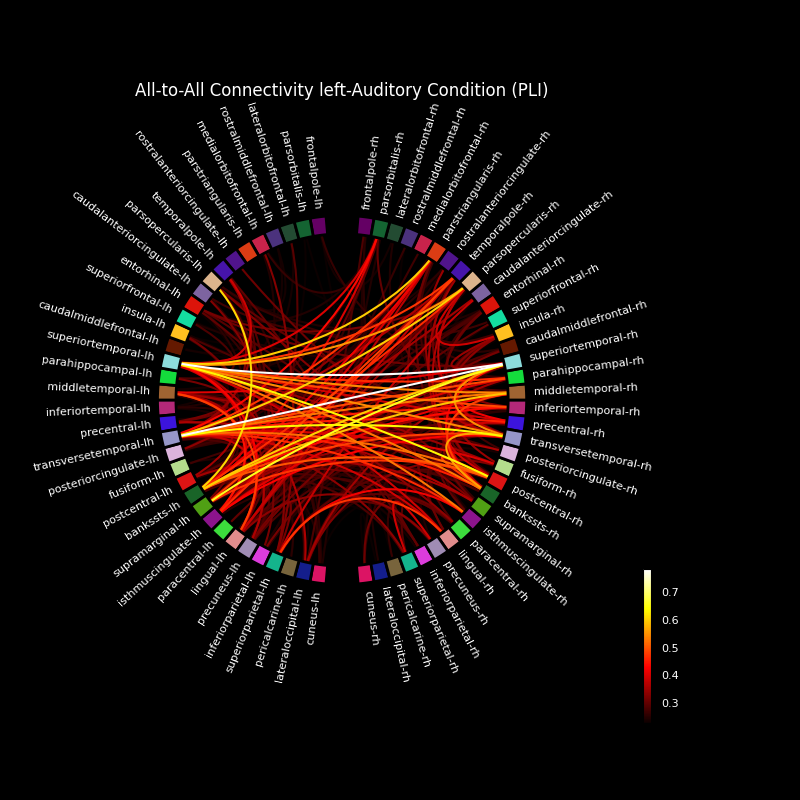 All-to-All Connectivity left-Auditory Condition (PLI)
frontalpole-lh
parsorbitalis-lh
lateralorbitofrontal-lh
rostralmiddlefrontal-lh
medialorbitofrontal-lh
parstriangularis-lh
rostralanteriorcingulate-lh
temporalpole-lh
parsopercularis-lh
caudalanteriorcingulate-lh
entorhinal-lh
superiorfrontal-lh
insula-lh
caudalmiddlefrontal-lh
superiortemporal-lh
parahippocampal-lh
middletemporal-lh
inferiortemporal-lh
precentral-lh
transversetemporal-lh
posteriorcingulate-lh
fusiform-lh
postcentral-lh
bankssts-lh
supramarginal-lh
isthmuscingulate-lh
paracentral-lh
lingual-lh
precuneus-lh
inferiorparietal-lh
superiorparietal-lh
pericalcarine-lh
lateraloccipital-lh
cuneus-lh
frontalpole-rh
parsorbitalis-rh
lateralorbitofrontal-rh
rostralmiddlefrontal-rh
medialorbitofrontal-rh
parstriangularis-rh
rostralanteriorcingulate-rh
temporalpole-rh
parsopercularis-rh
caudalanteriorcingulate-rh
entorhinal-rh
superiorfrontal-rh
insula-rh
caudalmiddlefrontal-rh
superiortemporal-rh
parahippocampal-rh
middletemporal-rh
inferiortemporal-rh
precentral-rh
transversetemporal-rh
posteriorcingulate-rh
fusiform-rh
postcentral-rh
bankssts-rh
supramarginal-rh
isthmuscingulate-rh
paracentral-rh
lingual-rh
precuneus-rh
inferiorparietal-rh
superiorparietal-rh
pericalcarine-rh
lateraloccipital-rh
cuneus-rh
0.7
0.6
0.5
0.4
0.3